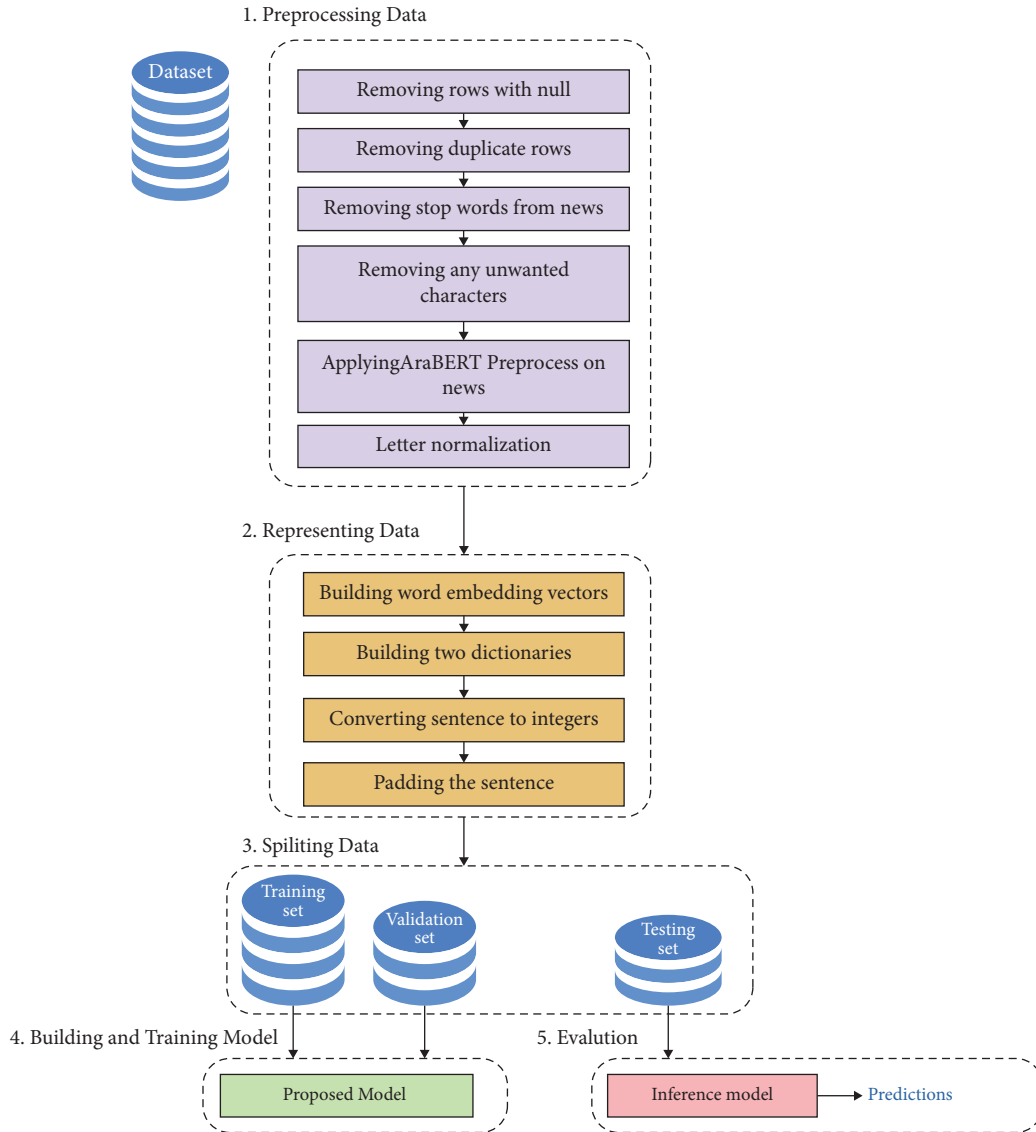 1. Preprocessing Data
Dataset
Removing rows with null
Removing duplicate rows
Removing stop words from news
Removing any unwanted
characters
ApplyingAraBERT Preprocess on
news
Letter normalization
2. Representing Data
Building word embedding vectors
Building two dictionaries
Converting sentence to integers
Padding the sentence
3. Spiliting Data
Training
set
Validation
set
Testing
set
4. Building and Training Model
Proposed Model
5. Evalution
Inference model
Predictions